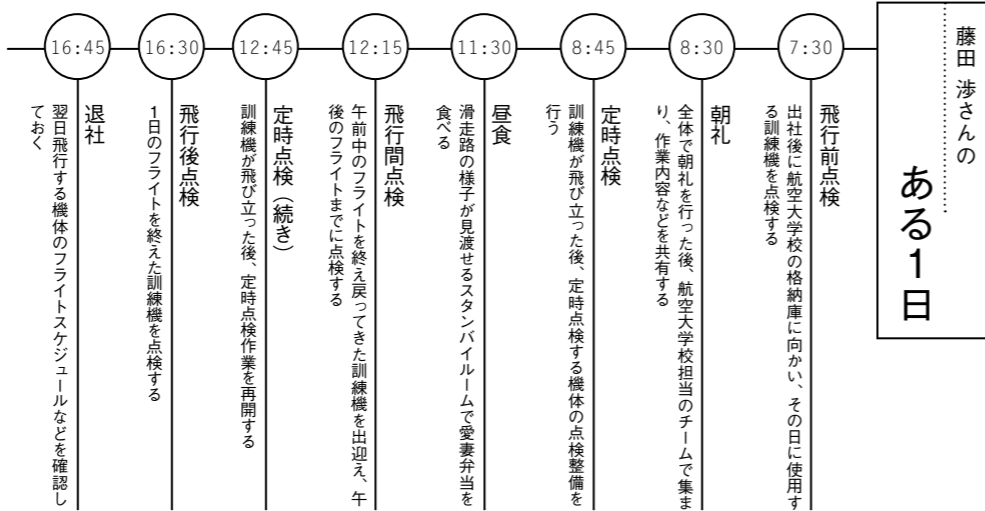 藤田 渉さんの
ある1日
7:30
飛行前点検
出社後に航空大学校の格納庫に向かい、その日に使用す
る訓練機を点検する
8:30
朝礼
全体で朝礼を行った後、航空大学校担当のチームで集ま
り、作業内容などを共有する
8:45
定時点検
訓練機が飛び立った後、定時点検する機体の点検整備を
行う
11:30
昼食
滑走路の様子が見渡せるスタンバイルームで愛妻弁当を
食べる
12:15
飛行間点検
午前中のフライトを終え戻ってきた訓練機を出迎え、午
後のフライトまでに点検する
12:45
定時点検（続き）
訓練機が飛び立った後、定時点検作業を再開する
16:30
飛行後点検
1日のフライトを終えた訓練機を点検する
16:45
退社
翌日飛行する機体のフライトスケジュールなどを確認し
ておく